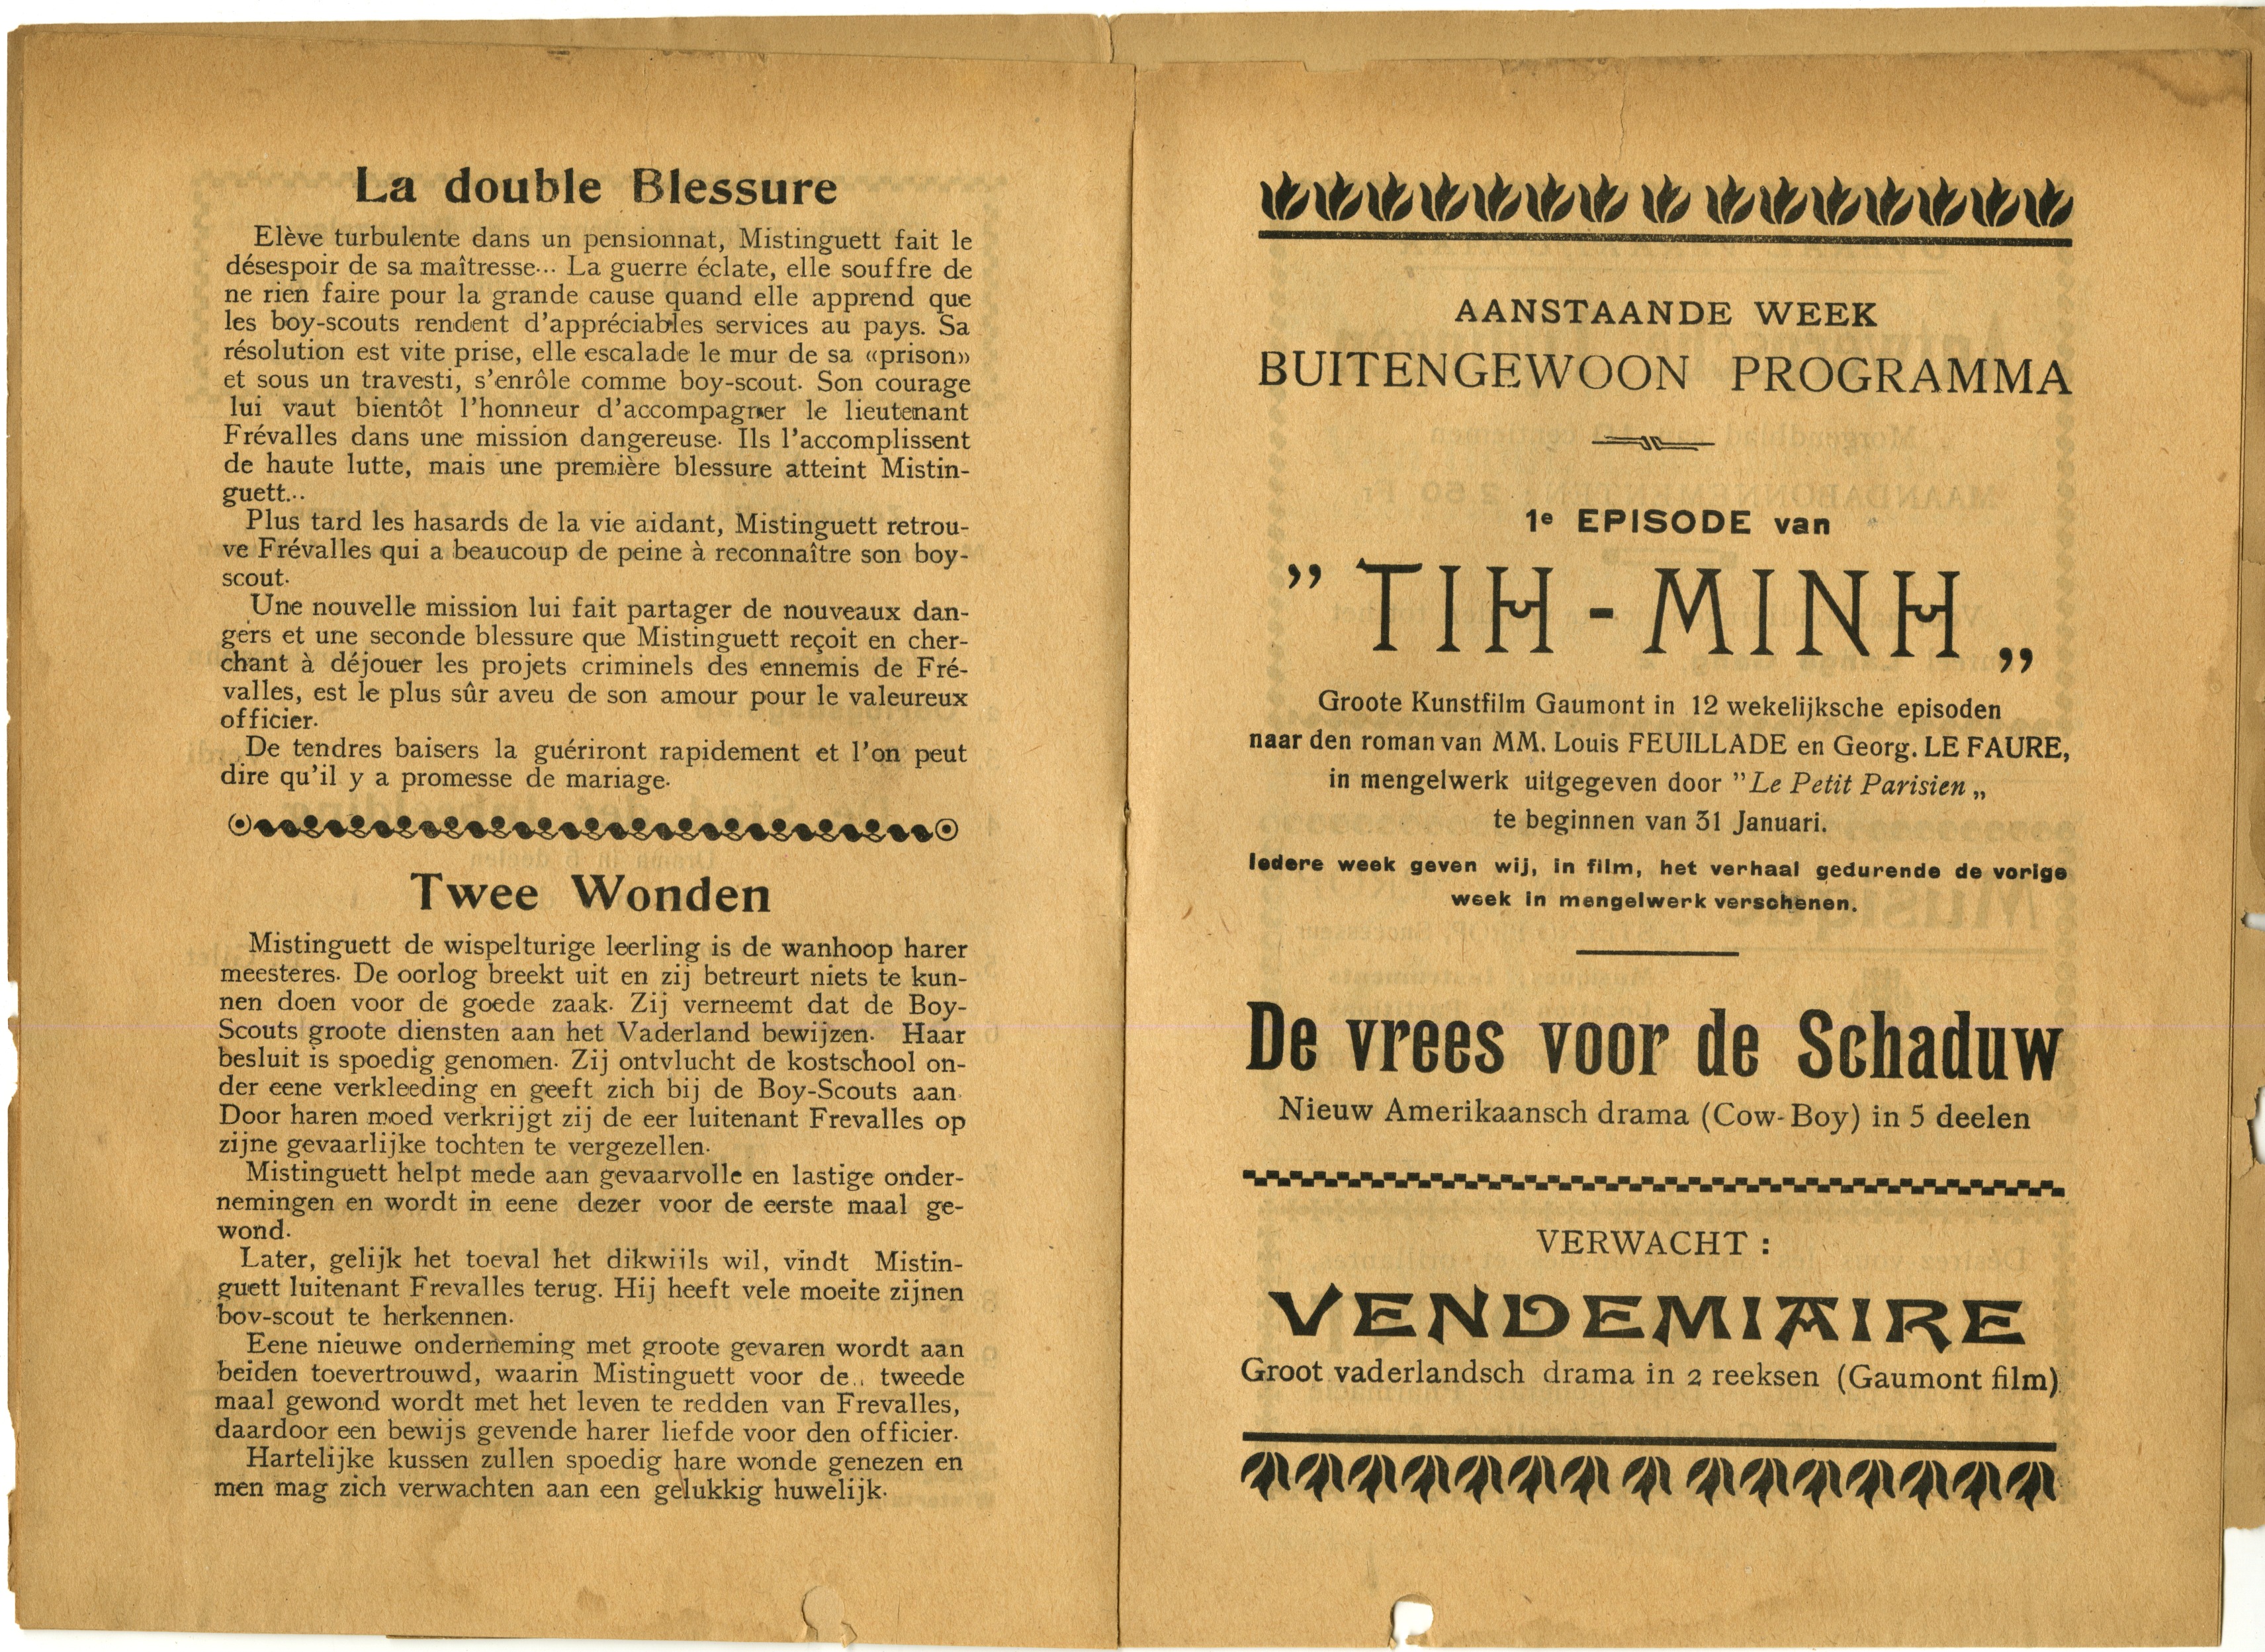 La double Blessure
Elève turbulente dans un pensionnat, Mistinguett fait le
désespoir de sa maîtresse... La guerre éclate, elle souffre de
ne rien faire pour la grande cause quand elle apprend que
les boy-scouts rendent d'appréciables services au pays. Sa
résolution est vite prise, elle escalade le mur de sa «prison»
et sous un travesti, s'enrôle comme boy-scout. Son courage
lui vaut bientôt l'honneur d'accompagner le lieutenant
Frévalles dans une mission dangereuse. Ils l'accomplissent
de haute lutte, mais une première blessure atteint Mistin-
guett...
Plus tard les hasards de la vie aidant, Mistinguett retrou-
ve Frévalles qui a beaucoup de peine à reconnaître son boy-
scout.
Une nouvelle mission lui fait partager de nouveaux dan-
gers et une seconde blessure que Mistinguett reçoit en cher-
chant à déjouer les projets criminels des ennemis de Fré-
valles, est le plus sûr aveu de son amour pour le valeureux
officier.
De tendres baisers la guériront rapidement et l'on peut
dire qu'il y a promesse de mariage.
Twee Wonden
Mistinguett de wispelturige leerling is de wanhoop harer
meesteres. De oorlog breekt uit en zij betreurt niets te kun-
nen doen voor de goede zaak. Zij verneemt dat de Boy-
Scouts groote diensten aan het Vaderland bewijzen. Haar
besluit is spoedig genomen. Zij ontvlucht de kostschool on-
der eene verkleeding en geeft zich bij de Boy-Scouts aan.
Door haren moed verkrijgt zij de eer luitenant Frevalles op
zijne gevaarlijke tochten te vergezellen.
Mistinguett helpt mede aan gevaarvolle en lastige onder-
nemingen en wordt in eene dezer voor de eerste maal ge-
wond.
Later, gelijk het toeval het dikwiils wil, vindt Mistin-
guett luitenant Frevalles terug. Hij heeft vele moeite zijnen
bov-scout te herkennen.
Eene nieuwe onderneming met groote gevaren wordt aan
beiden toevertrouwd, waarin Mistinguett voor de.. tweede
maal gewond wordt met het leven te redden van Frevalles,
daardoor een bewijs gevende harer liefde voor den officier.
Hartelijke kussen zullen spoedig hare wonde genezen en
men mag zich verwachten aan een gelukkig huwelijk.
AANSTAANDE WEEK
BUITENGEWOON PROGRAMMA
1e EPISODE van
"TIH-MINH„
Groote Kunstfilm Gaumont in 12 wekelijksche episoden
naar den roman van MM. Louis FEUILLADE en Georg. LE FAURE,
in mengelwerk uitgegeven door "Le Petit Parisien„
te beginnen van 31 Januari.
Iedere week geven wij, in film, het verhaal gedurende de vorige
week in mengelwerk verschenen.
De vrees voor de Schaduw
Nieuw Amerikaansch drama (Cow-Boy) in 5 deelen
VERWACHT :
VENDEMIAIRE
Groot vaderlandsch drama in 2 reeksen (Gaumont film)